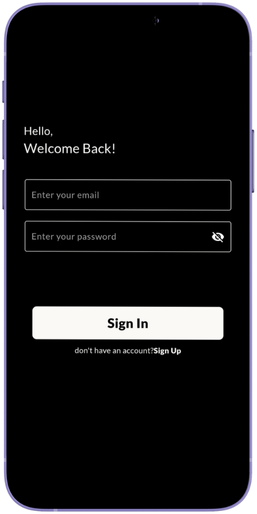 Hello,
Welcome Back!
Enter your email
Enter your password
Sign In
don't have an account?Sign Up